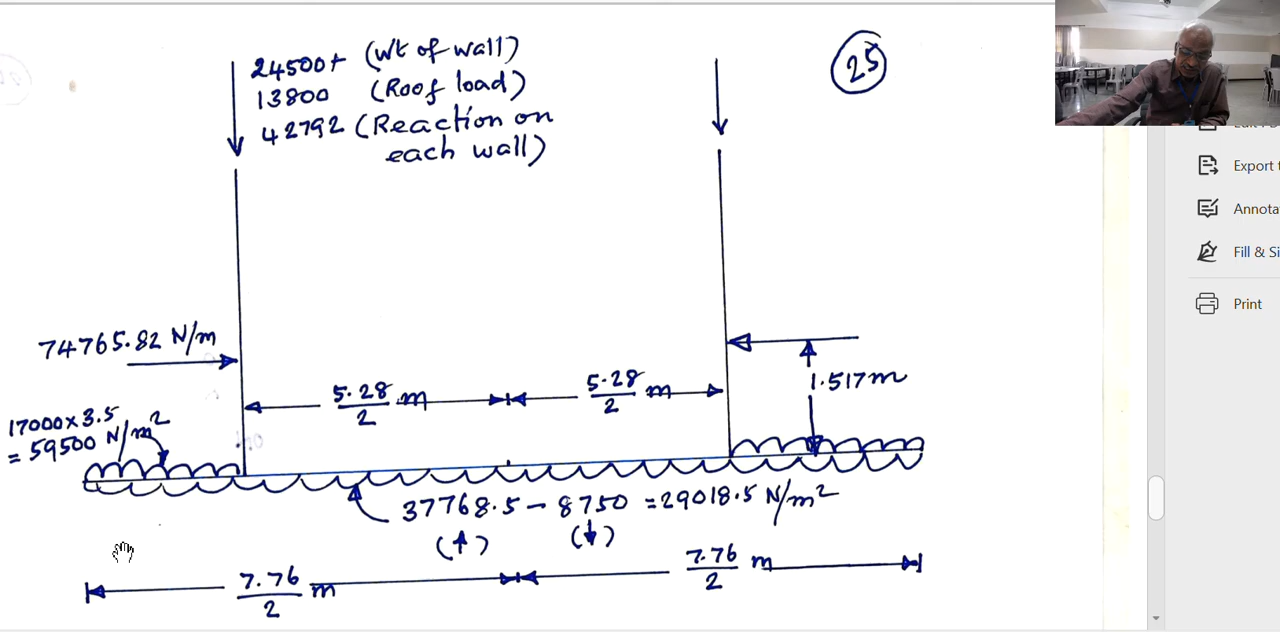 24500+ (Wt of wall)
13800 (Roof load)
42792 (Reaction on
each wall)
25
Export t
Annota
Fill & Si
Print
74765.82 N/m
5.28/2 m
5.28/2 m
1.517m
17000x3.5
= 59500 N/m²
37768.5 - 8750 = 29018.5 N/m²
(↑) (↓)
7.76/2 m
7.76/2 m